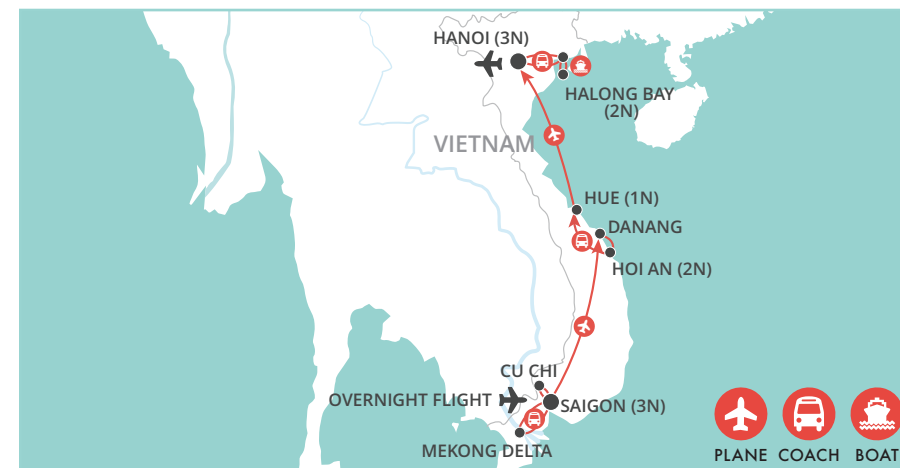 HANOI (3N)
HALONG BAY
(2N)
VIETNAM
HUE (1N)
DANANG
HOI AN (2N)
CU CHI
OVERNIGHT FLIGHT
SAIGON (3N)
MEKONG DELTA
PLANE COACH BOAT